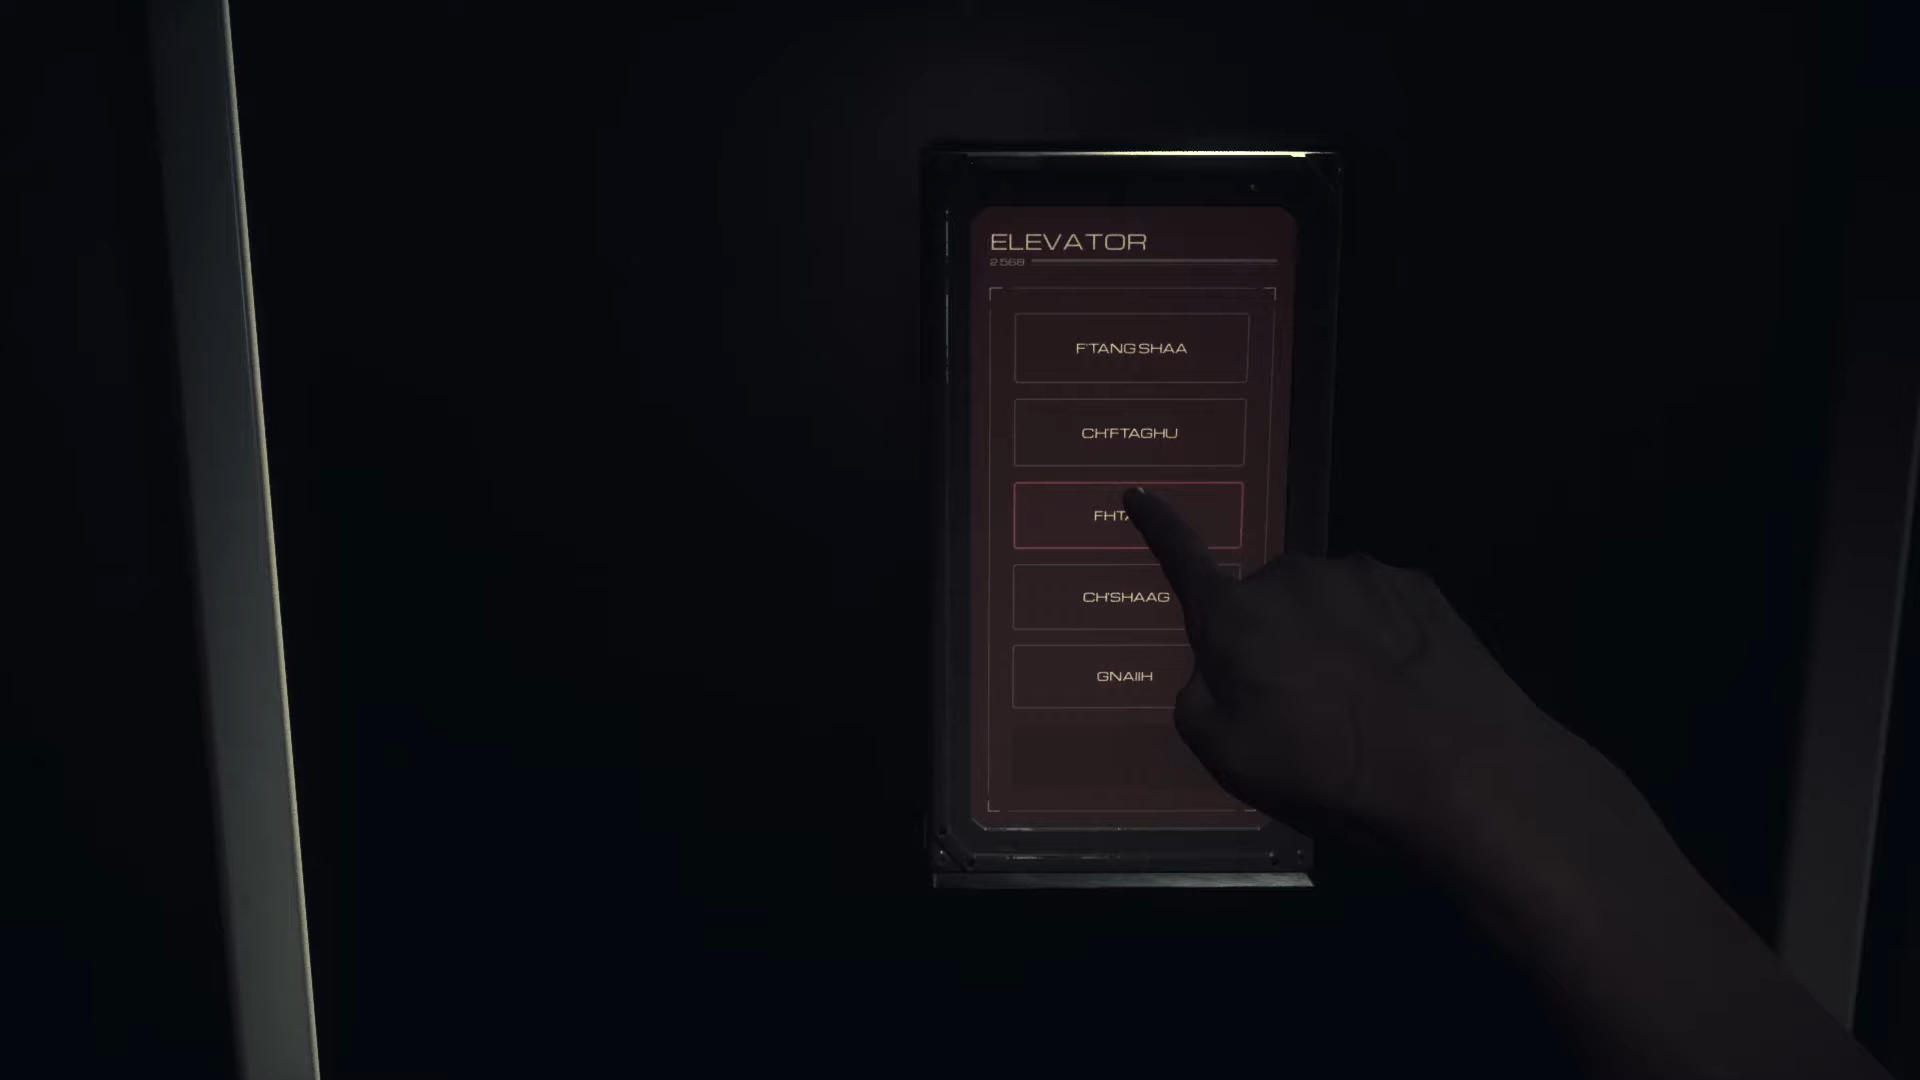 ELEVATOR
2568
F'TANG SHAA
CH'FTAGHU
CH'SHAAG
GNAIIH